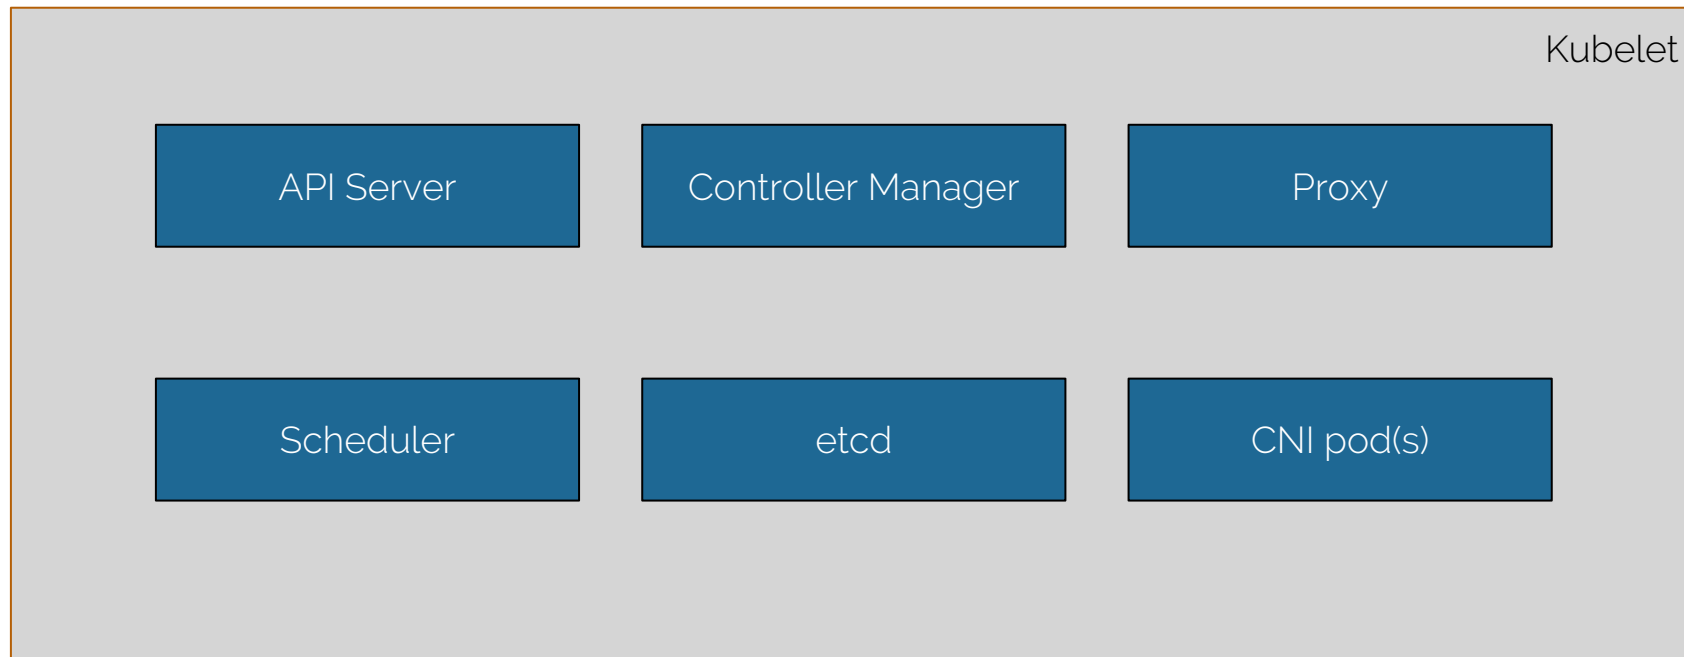 Kubelet
API Server
Controller Manager
Proxy
Scheduler
etcd
CNI pod(s)